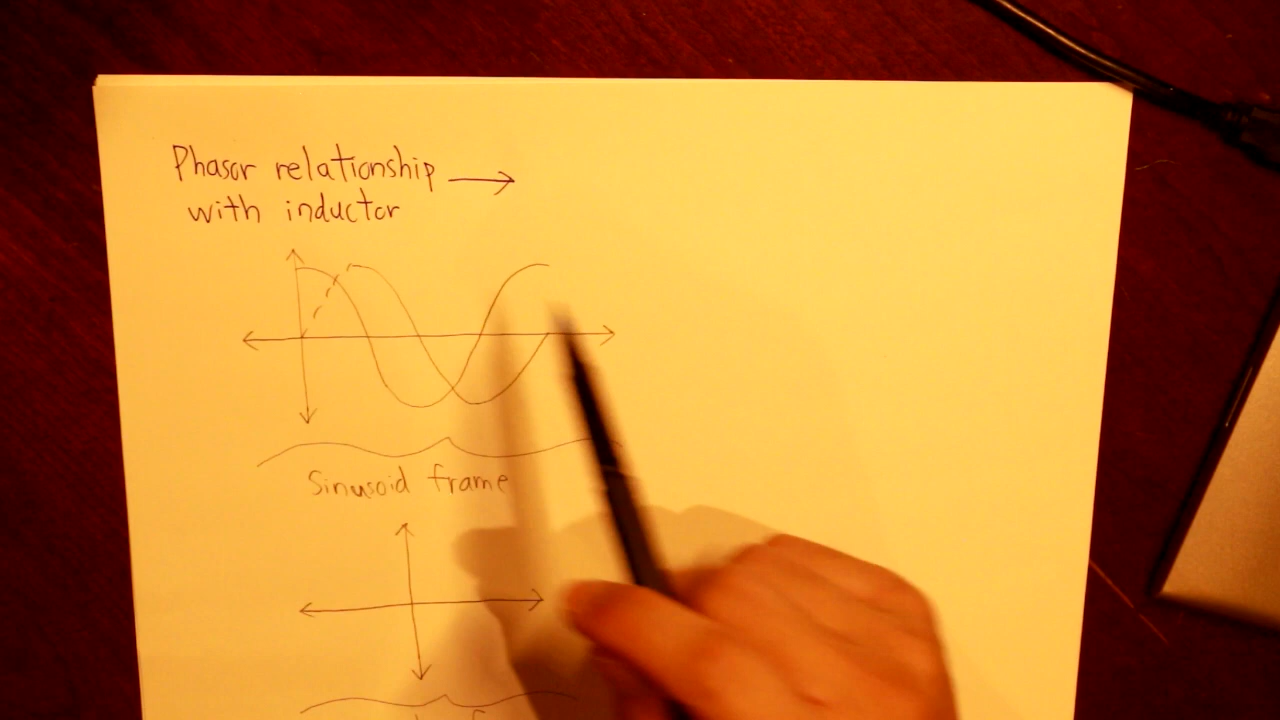 Phasor relationship
with inductor
Sinusoid frame